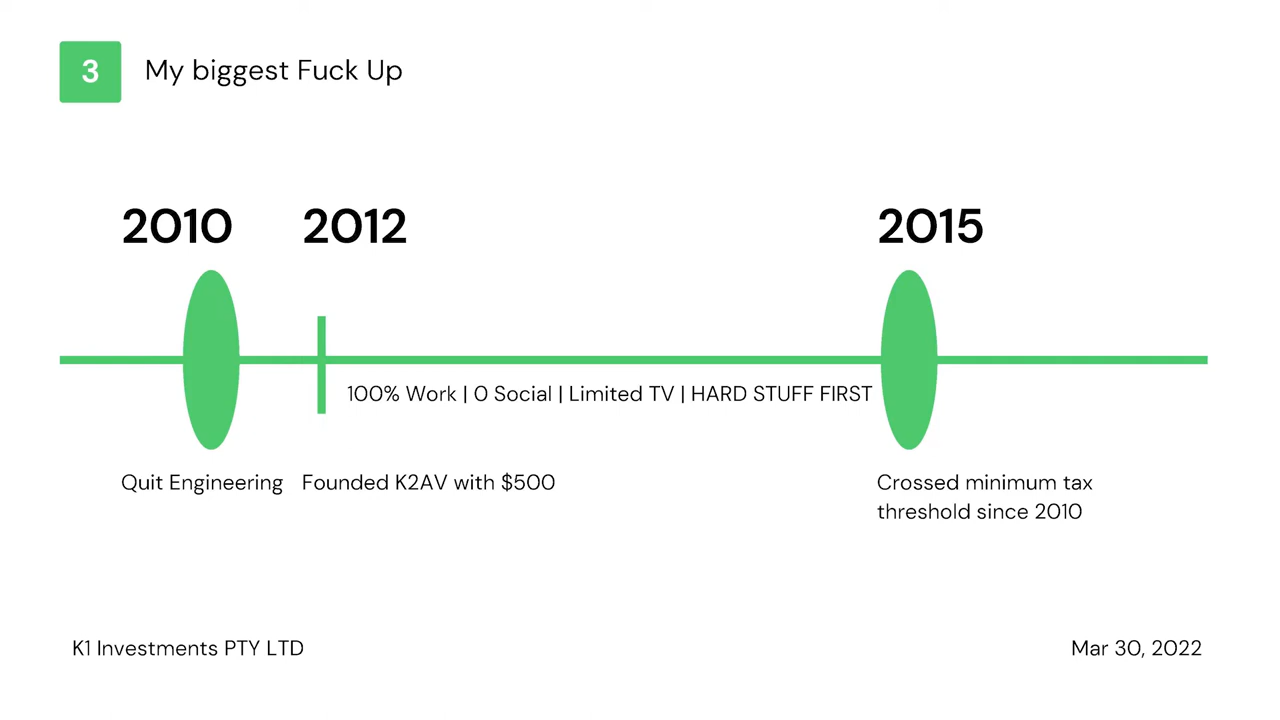 3
My biggest Fuck Up
2010
2012
2015
100% Work | 0 Social | Limited TV | HARD STUFF FIRST
Quit Engineering
Founded K2AV with $500
Crossed minimum tax
threshold since 2010
K1 Investments PTY LTD
Mar 30, 2022